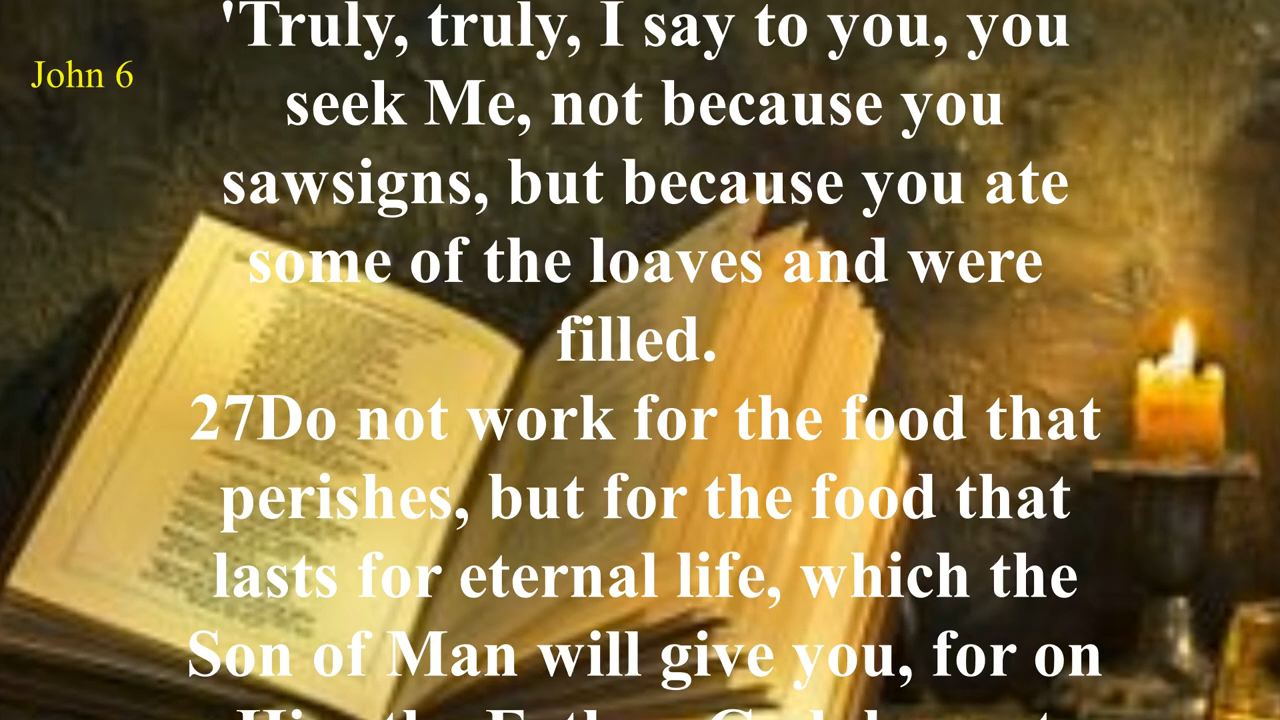 'Truly, truly, I say to you, you
John 6
seek Me, not because you
sawsigns, but because you ate
some of the loaves and were
filled.
27Do not work for the food that
perishes, but for the food that
lasts for eternal life, which the
Son of Man will give you, for on